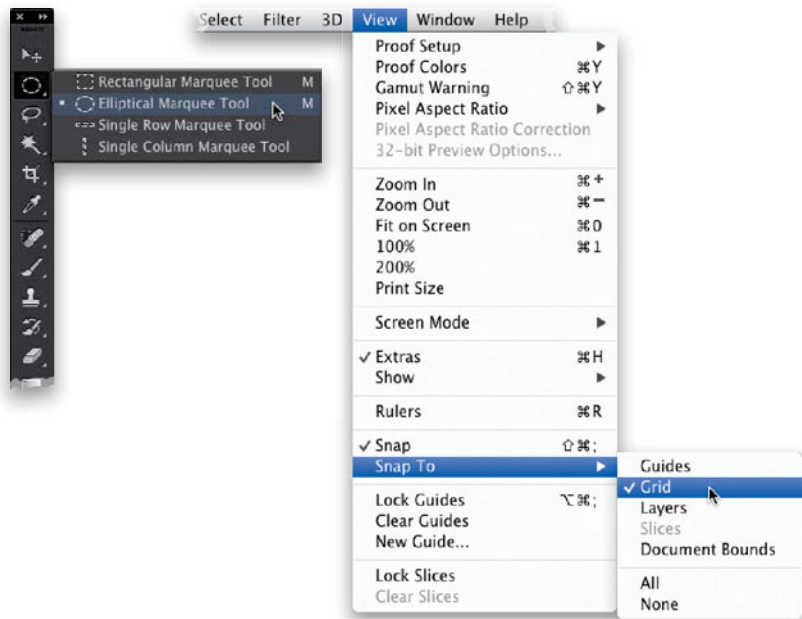 Select Filter 3D View Window Help
Rectangular Marquee Tool M
Elliptical Marquee Tool M
Single Row Marquee Tool
Single Column Marquee Tool
Proof Setup
Proof Colors ⌘Y
Gamut Warning ⇧⌘Y
Pixel Aspect Ratio
Pixel Aspect Ratio Correction
32-bit Preview Options...
Zoom In ⌘+
Zoom Out ⌘−
Fit on Screen ⌘0
100% ⌘1
200%
Print Size
Screen Mode
✓ Extras ⌘H
Show
Rulers ⌘R
✓ Snap ⇧⌘;
Snap To
Lock Guides ⌥⌘;
Clear Guides
New Guide...
Lock Slices
Clear Slices
Guides
✓ Grid
Layers
Slices
Document Bounds
All
None